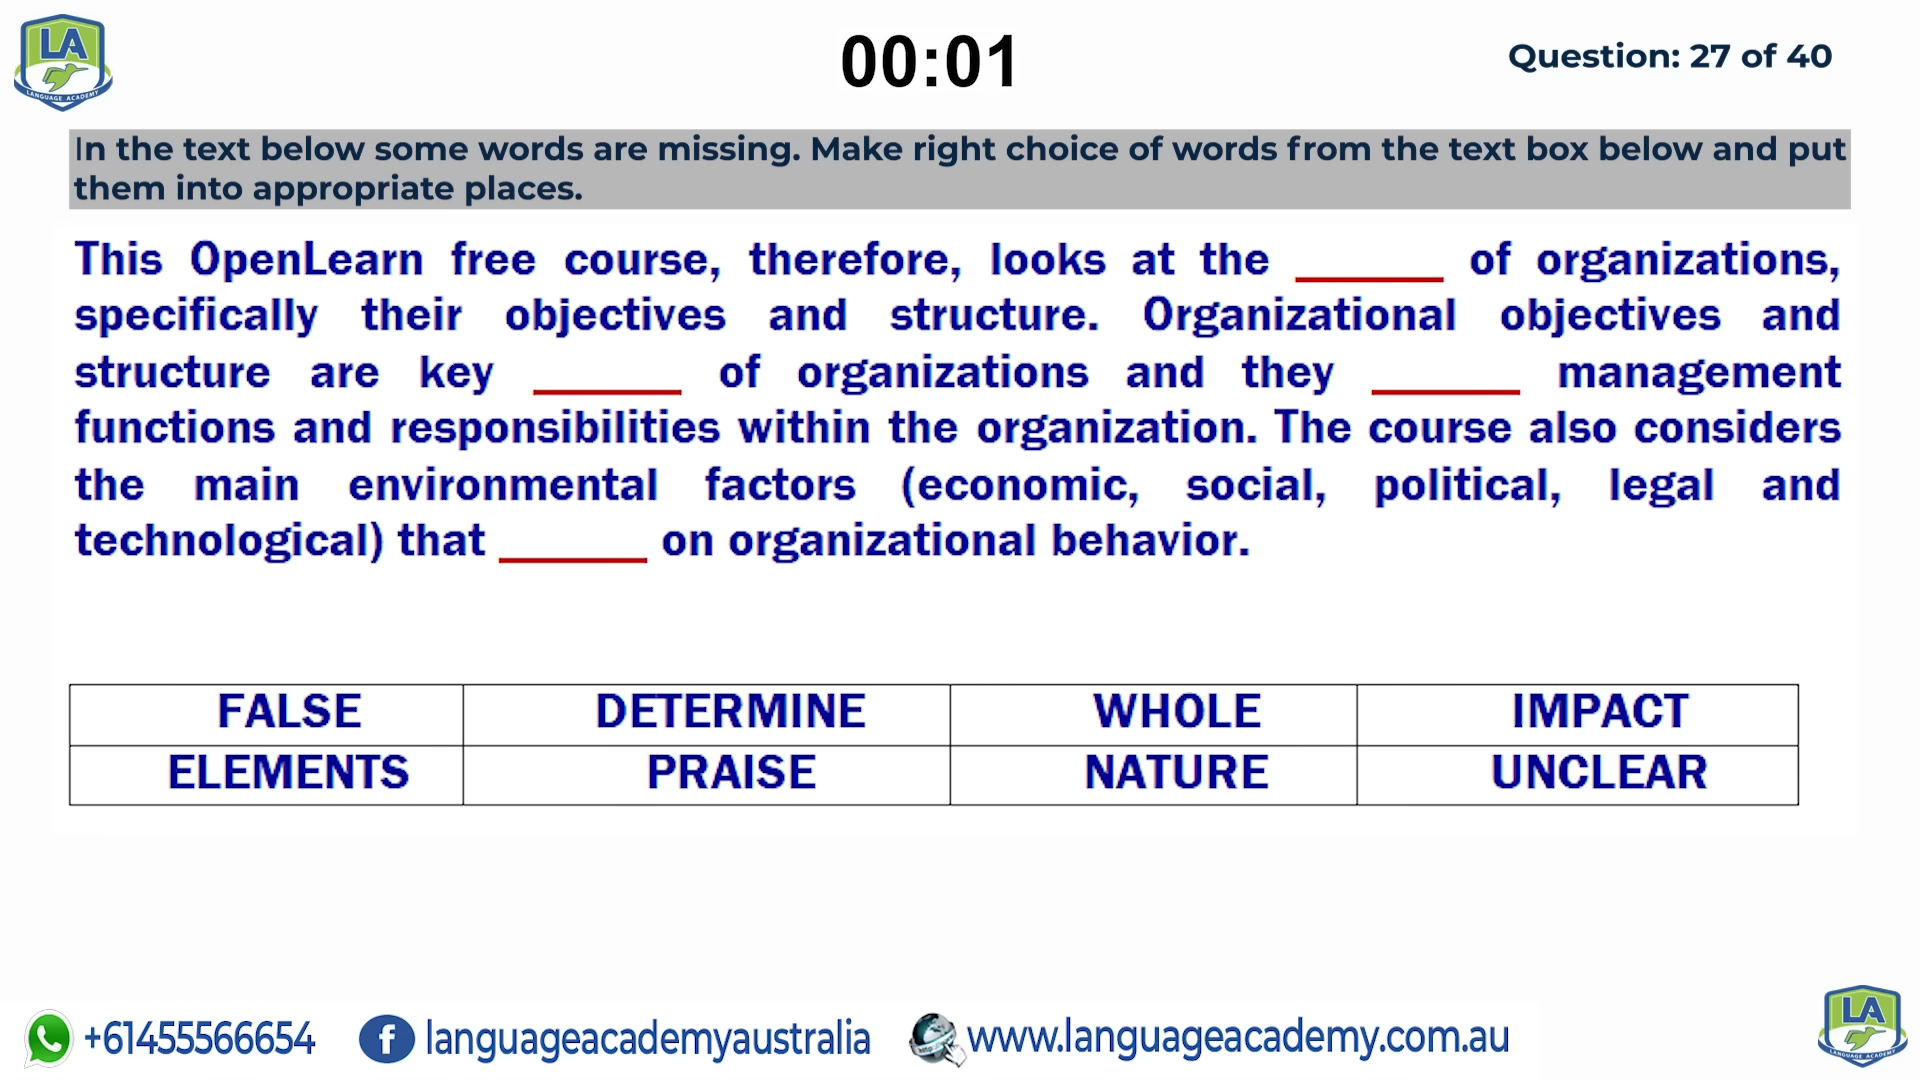 LA
LANGUAGE ACADEMY
00:01
Question: 27 of 40
In the text below some words are missing. Make right choice of words from the text box below and put
them into appropriate places.
This OpenLearn free course, therefore, looks at the ______ of organizations,
specifically their objectives and structure. Organizational objectives and
structure are key ______ of organizations and they ______ management
functions and responsibilities within the organization. The course also considers
the main environmental factors (economic, social, political, legal and
technological) that ______ on organizational behavior.
FALSE DETERMINE WHOLE IMPACT
ELEMENTS PRAISE NATURE UNCLEAR
+61455566654 f languageacademyaustralia www.languageacademy.com.au
LA
LANGUAGE ACADEMY